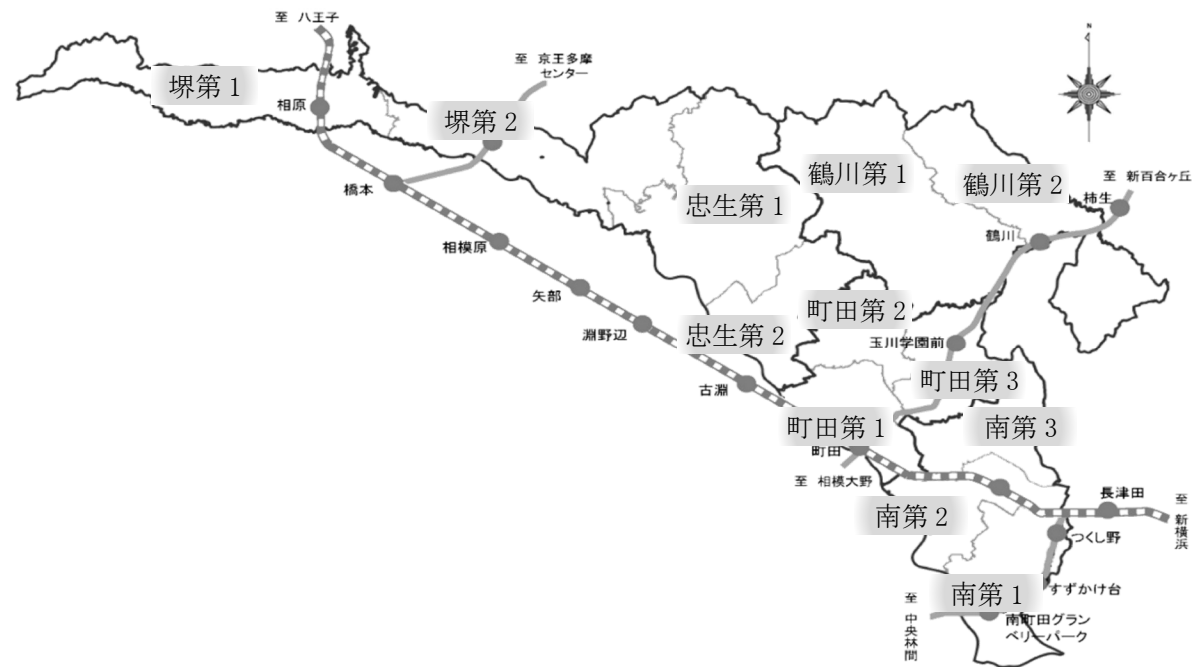 至 八王子
N
至 京王多摩
センター
堺第1
相原
堺第2
橋本
鶴川第1
鶴川第2
至 新百合ヶ丘
柿生
忠生第1
鶴川
相模原
矢部
町田第2
淵野辺
忠生第2
玉川学園前
古淵
町田第3
町田第1
南第3
町田
至 相模大野
長津田
至 新横浜
南第2
つくし野
南第1
すずかけ台
至 中央林間
南町田グラン
ベリーパーク